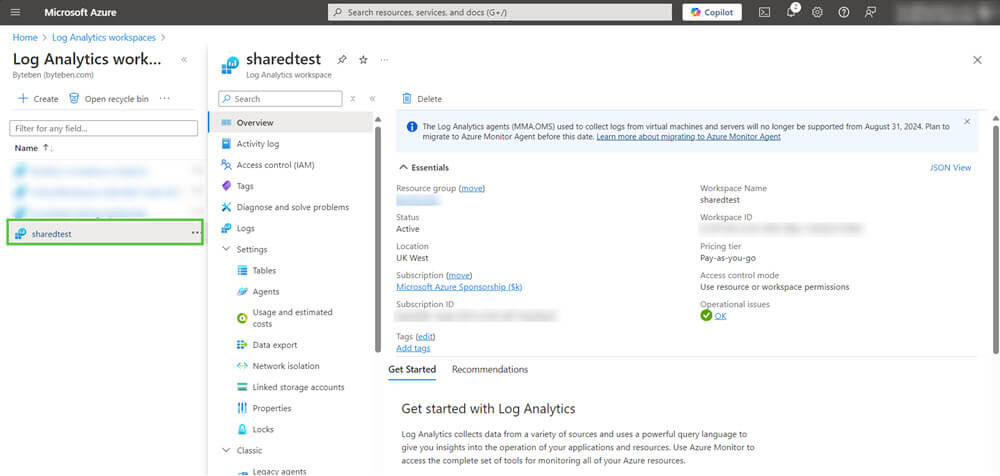 Microsoft Azure
Search resources, services, and docs (G+/)
Copilot
2
Home > Log Analytics workspaces >
Log Analytics work...
Byteben (byteben.com)
Create
Open recycle bin
Filter for any field...
Name ↑↓
sharedtest
sharedtest
Log Analytics workspace
Search
Overview
Activity log
Access control (IAM)
Tags
Diagnose and solve problems
Logs
Settings
Tables
Agents
Usage and estimated
costs
Data export
Network isolation
Linked storage accounts
Properties
Locks
Classic
Legacy agents
Delete
The Log Analytics agents (MMA.OMS) used to collect logs from virtual machines and servers will no longer be supported from August 31, 2024. Plan to
migrate to Azure Monitor Agent before this date. Learn more about migrating to Azure Monitor Agent
Essentials
JSON View
Resource group (move)
Status
Active
Location
UK West
Subscription (move)
Microsoft Azure Sponsorship ($k)
Subscription ID
Tags (edit)
Add tags
Workspace Name
sharedtest
Workspace ID
Pricing tier
Pay-as-you-go
Access control mode
Use resource or workspace permissions
Operational issues
OK
Get Started
Recommendations
Get started with Log Analytics
Log Analytics collects data from a variety of sources and uses a powerful query language to
give you insights into the operation of your applications and resources. Use Azure Monitor to
access the complete set of tools for monitoring all of your Azure resources.